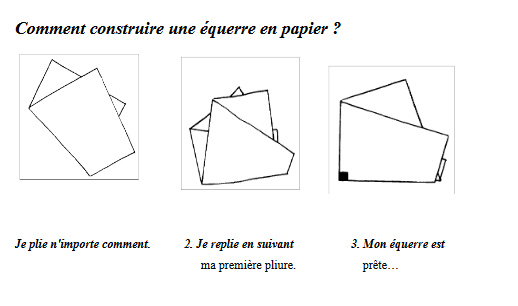 Comment construire une équerre en papier ?
Je plie n'importe comment.
2. Je replie en suivant
ma première pliure.
3. Mon équerre est
prête…